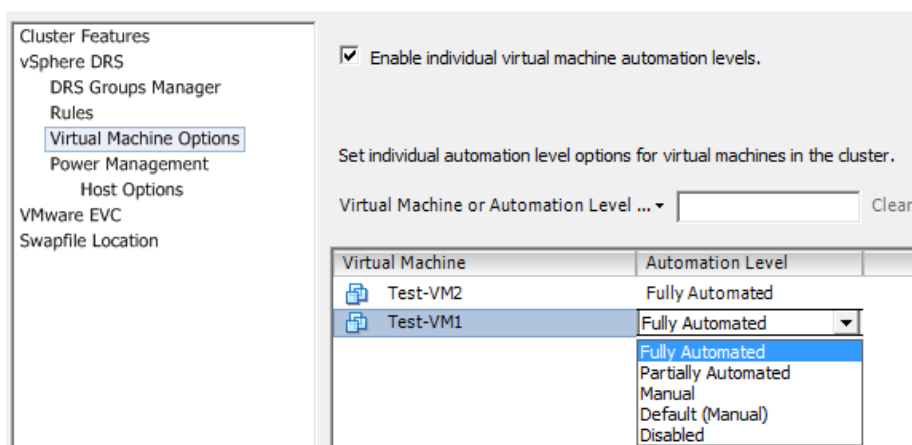 Cluster Features
vSphere DRS
DRS Groups Manager
Rules
Virtual Machine Options
Power Management
Host Options
VMware EVC
Swapfile Location
Enable individual virtual machine automation levels.
Set individual automation level options for virtual machines in the cluster.
Virtual Machine or Automation Level ...
Clear
Virtual Machine Automation Level
Test-VM2 Fully Automated
Test-VM1 Fully Automated
Fully Automated
Partially Automated
Manual
Default (Manual)
Disabled